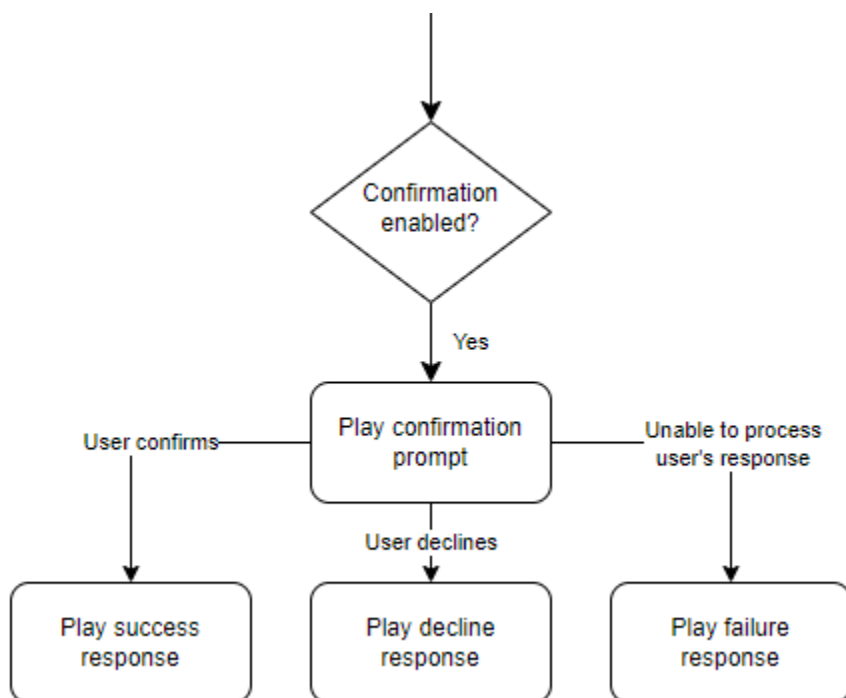 Confirmation
enabled?
Yes
Play confirmation
prompt
User confirms
Unable to process
user's response
User declines
Play success
response
Play decline
response
Play failure
response